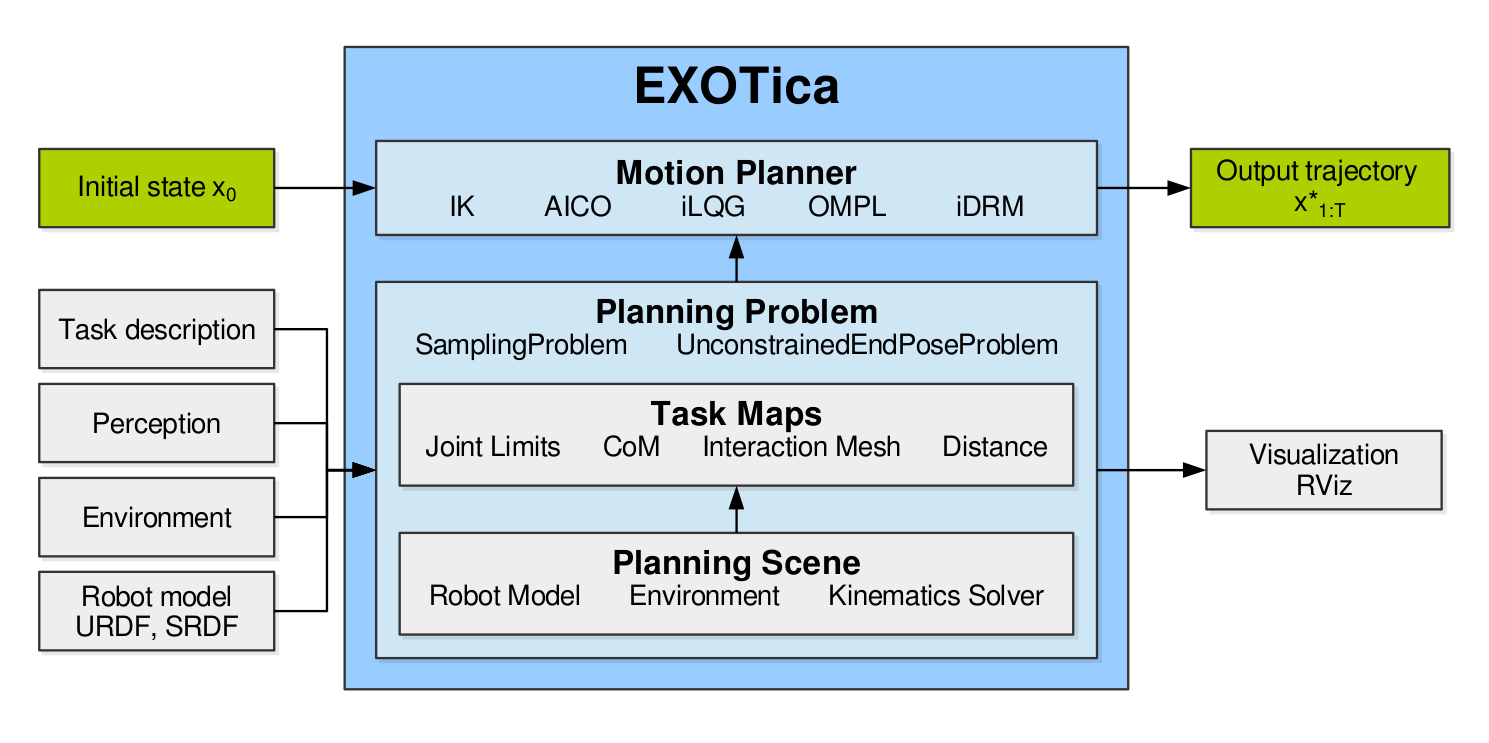 EXOTica
Initial state x₀
Motion Planner
IK AICO iLQG OMPL iDRM
Output trajectory
x*₁:T
Task description
Perception
Environment
Robot model
URDF, SRDF
Planning Problem
SamplingProblem UnconstrainedEndPoseProblem
Task Maps
Joint Limits CoM Interaction Mesh Distance
Planning Scene
Robot Model Environment Kinematics Solver
Visualization
RViz